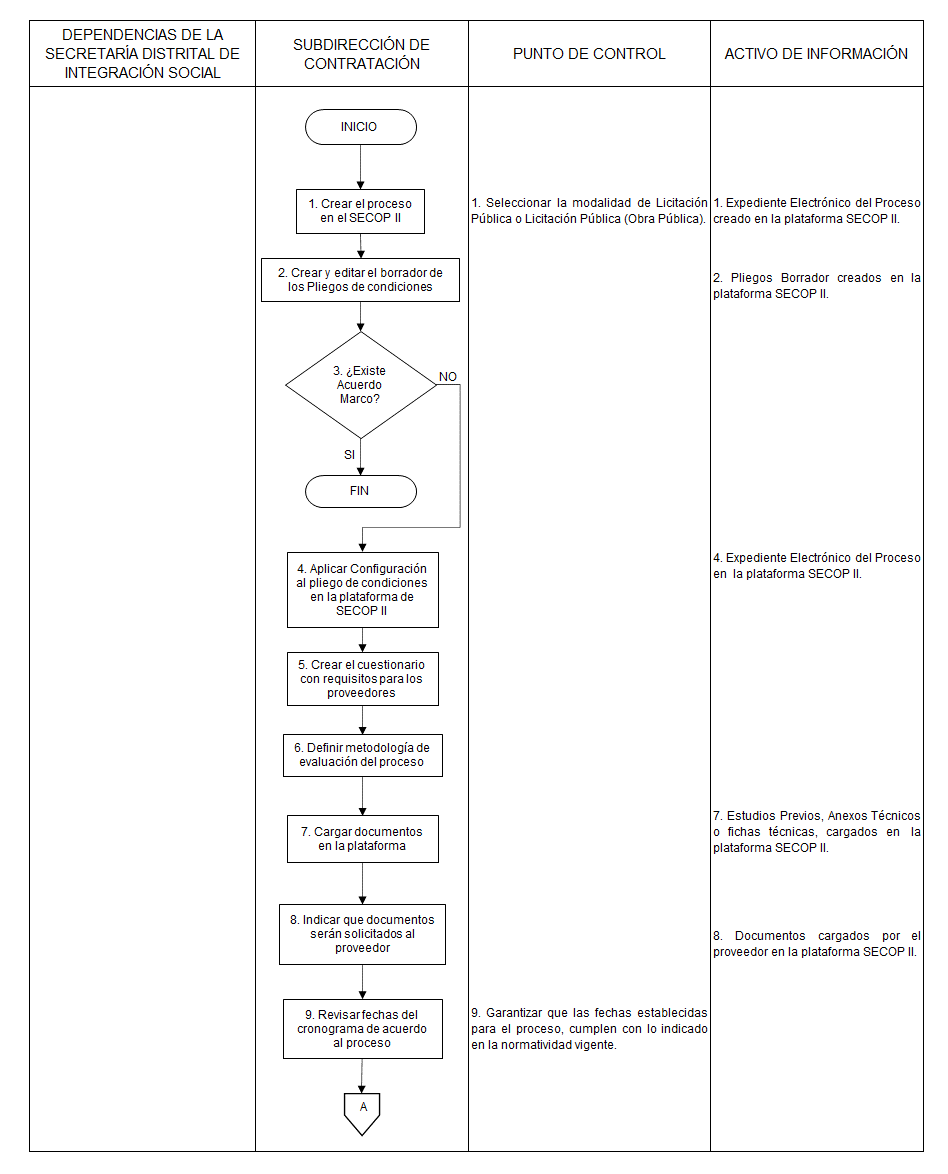 DEPENDENCIAS DE LA
SECRETARÍA DISTRITAL DE
INTEGRACIÓN SOCIAL
SUBDIRECCIÓN DE
CONTRATACIÓN
PUNTO DE CONTROL
ACTIVO DE INFORMACIÓN
INICIO
1. Crear el proceso
en el SECOP II
1. Seleccionar la modalidad de Licitación
Pública o Licitación Pública (Obra Pública).
1. Expediente Electrónico del Proceso
creado en la plataforma SECOP II.
2. Crear y editar el borrador de
los Pliegos de condiciones
2. Pliegos Borrador creados en la
plataforma SECOP II.
3. ¿Existe
Acuerdo
Marco?
NO
SI
FIN
4. Aplicar Configuración
al pliego de condiciones
en la plataforma de
SECOP II
4. Expediente Electrónico del Proceso
en la plataforma SECOP II.
5. Crear el cuestionario
con requisitos para los
proveedores
6. Definir metodología de
evaluación del proceso
7. Cargar documentos
en la plataforma
7. Estudios Previos, Anexos Técnicos
o fichas técnicas, cargados en la
plataforma SECOP II.
8. Indicar que documentos
serán solicitados al
proveedor
8. Documentos cargados por el
proveedor en la plataforma SECOP II.
9. Revisar fechas del
cronograma de acuerdo
al proceso
9. Garantizar que las fechas establecidas
para el proceso, cumplen con lo indicado
en la normatividad vigente.
A